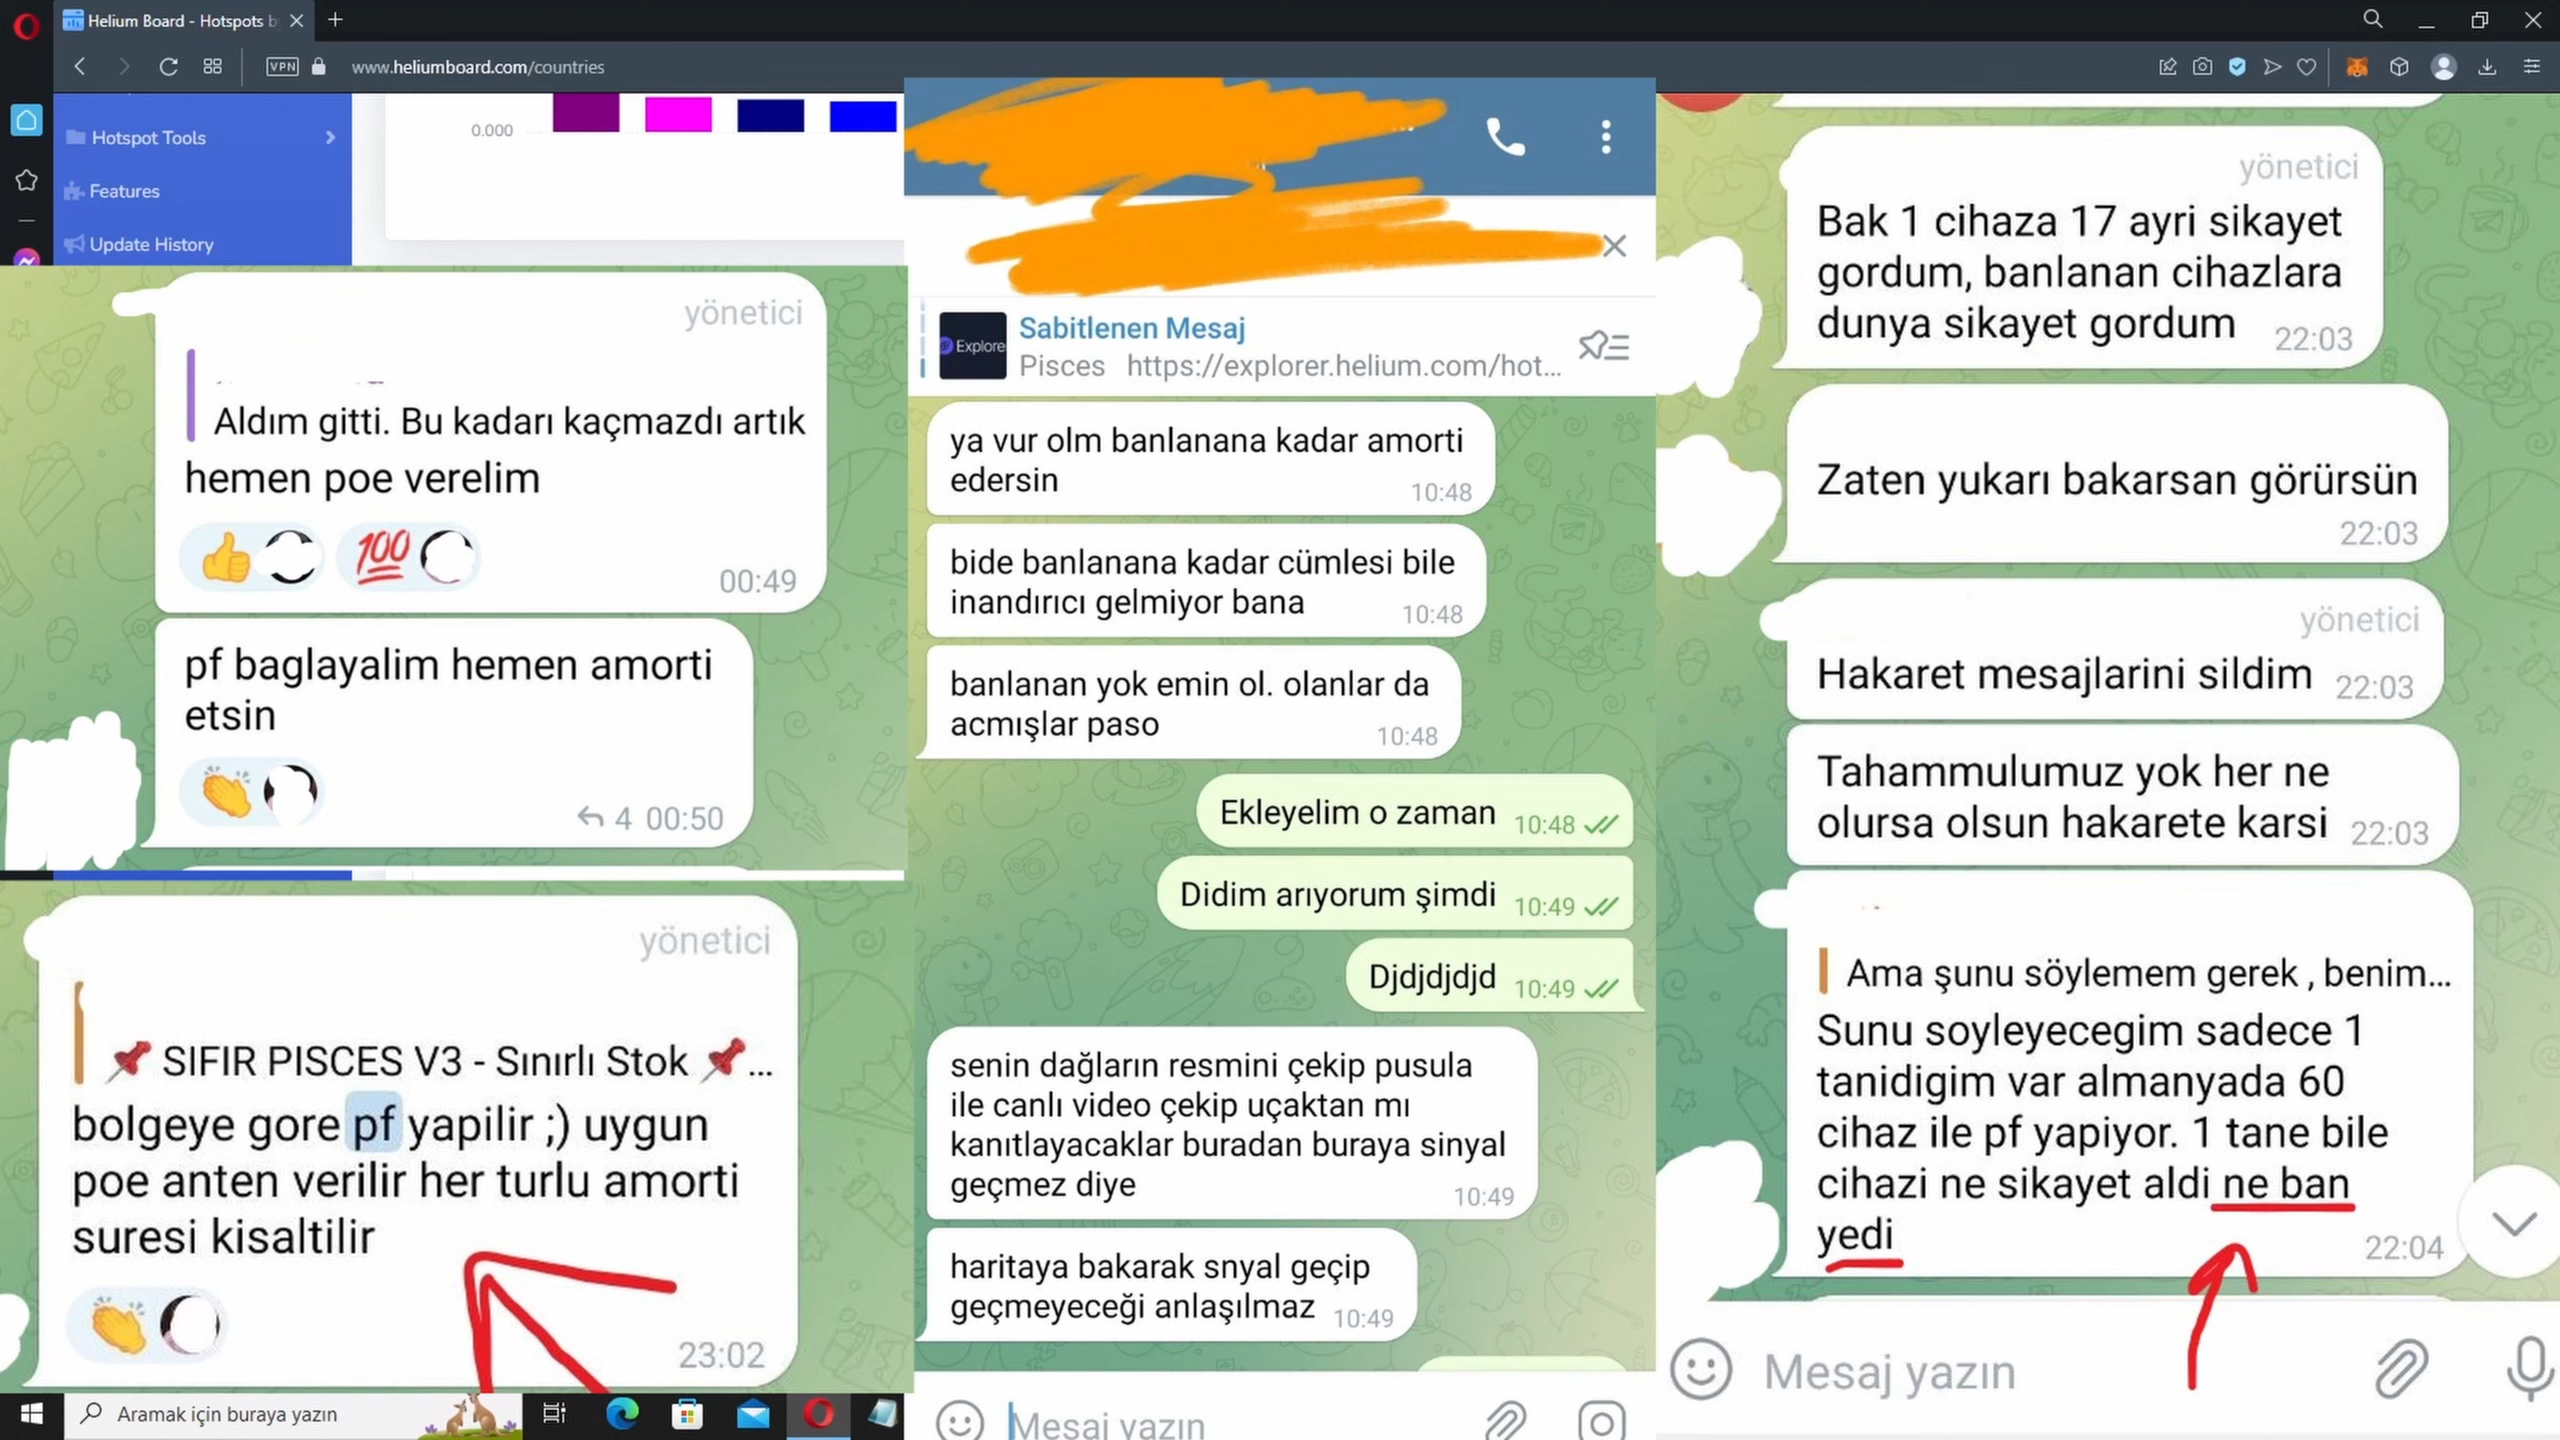 Helium Board - Hotspots b
VPN
www.heliumboard.com/countries
Hotspot Tools
Features
Update History
0.000
yönetici
Aldım gitti. Bu kadarı kaçmazdı artık
hemen poe verelim
00:49
pf baglayalim hemen amorti
etsin
4 00:50
yönetici
SIFIR PISCES V3 - Sınırlı Stok ...
bolgeye gore pf yapilir ;) uygun
poe anten verilir her turlu amorti
suresi kisaltilir
23:02
Aramak için buraya yazın
Explore
Sabitlenen Mesaj
Pisces https://explorer.helium.com/hot...
ya vur olm banlanana kadar amorti
edersin
10:48
bide banlanana kadar cümlesi bile
inandırıcı gelmiyor bana
10:48
banlanan yok emin ol. olanlar da
acmışlar paso
10:48
Ekleyelim o zaman 10:48
Didim arıyorum şimdi 10:49
Djdjdjdjd 10:49
senin dağların resmini çekip pusula
ile canlı video çekip uçaktan mı
kanıtlayacaklar buradan buraya sinyal
geçmez diye
10:49
haritaya bakarak snyal geçip
geçmeyeceği anlaşılmaz 10:49
Mesaj yazın
yönetici
Bak 1 cihaza 17 ayri sikayet
gordum, banlanan cihazlara
dunya sikayet gordum 22:03
Zaten yukarı bakarsan görürsün
22:03
yönetici
Hakaret mesajlarini sildim 22:03
Tahammulumuz yok her ne
olursa olsun hakarete karsi 22:03
Ama şunu söylemem gerek , benim...
Sunu soyleyecegim sadece 1
tanidigim var almanyada 60
cihaz ile pf yapiyor. 1 tane bile
cihazi ne sikayet aldi ne ban
yedi
22:04
Mesaj yazın